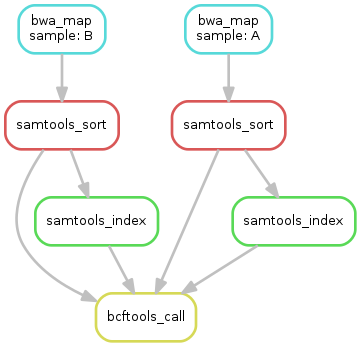 bwa_map
sample: B
bwa_map
sample: A
samtools_sort
samtools_sort
samtools_index
samtools_index
bcftools_call